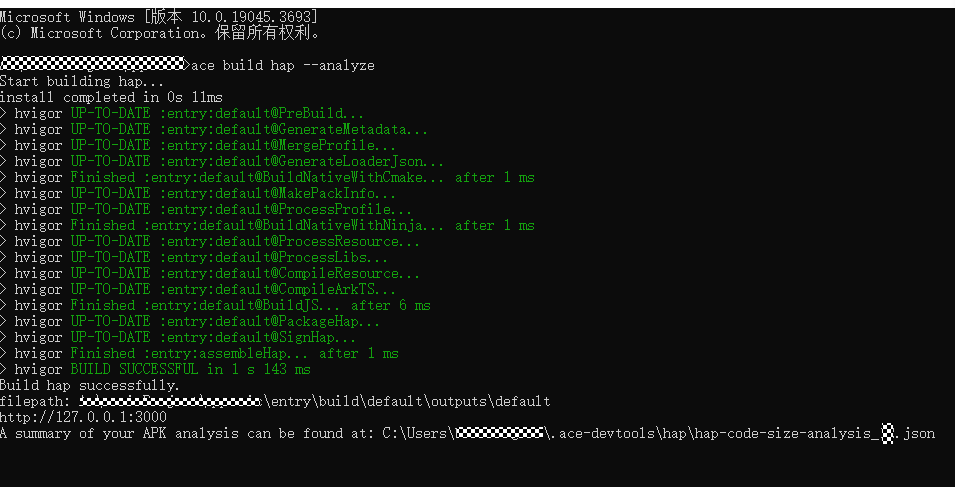 Microsoft Windows [版本 10.0.19045.3693]
(c) Microsoft Corporation。保留所有权利。
>ace build hap --analyze
Start building hap...
install completed in 0s 11ms
> hvigor UP-TO-DATE :entry:default@PreBuild...
> hvigor UP-TO-DATE :entry:default@GenerateMetadata...
> hvigor UP-TO-DATE :entry:default@MergeProfile...
> hvigor UP-TO-DATE :entry:default@GenerateLoaderJson...
> hvigor Finished :entry:default@BuildNativeWithCmake... after 1 ms
> hvigor UP-TO-DATE :entry:default@MakePackInfo...
> hvigor UP-TO-DATE :entry:default@ProcessProfile...
> hvigor Finished :entry:default@BuildNativeWithNinja... after 1 ms
> hvigor UP-TO-DATE :entry:default@ProcessResource...
> hvigor UP-TO-DATE :entry:default@ProcessLibs...
> hvigor UP-TO-DATE :entry:default@CompileResource...
> hvigor UP-TO-DATE :entry:default@CompileArkTS...
> hvigor Finished :entry:default@BuildJS... after 6 ms
> hvigor UP-TO-DATE :entry:default@PackageHap...
> hvigor UP-TO-DATE :entry:default@SignHap...
> hvigor Finished :entry:assembleHap... after 1 ms
> hvigor BUILD SUCCESSFUL in 1 s 143 ms
Build hap successfully.
filepath: \entry\build\default\outputs\default
http://127.0.0.1:3000
A summary of your APK analysis can be found at: C:\Users\ \.ace-devtools\hap\hap-code-size-analysis_ .json